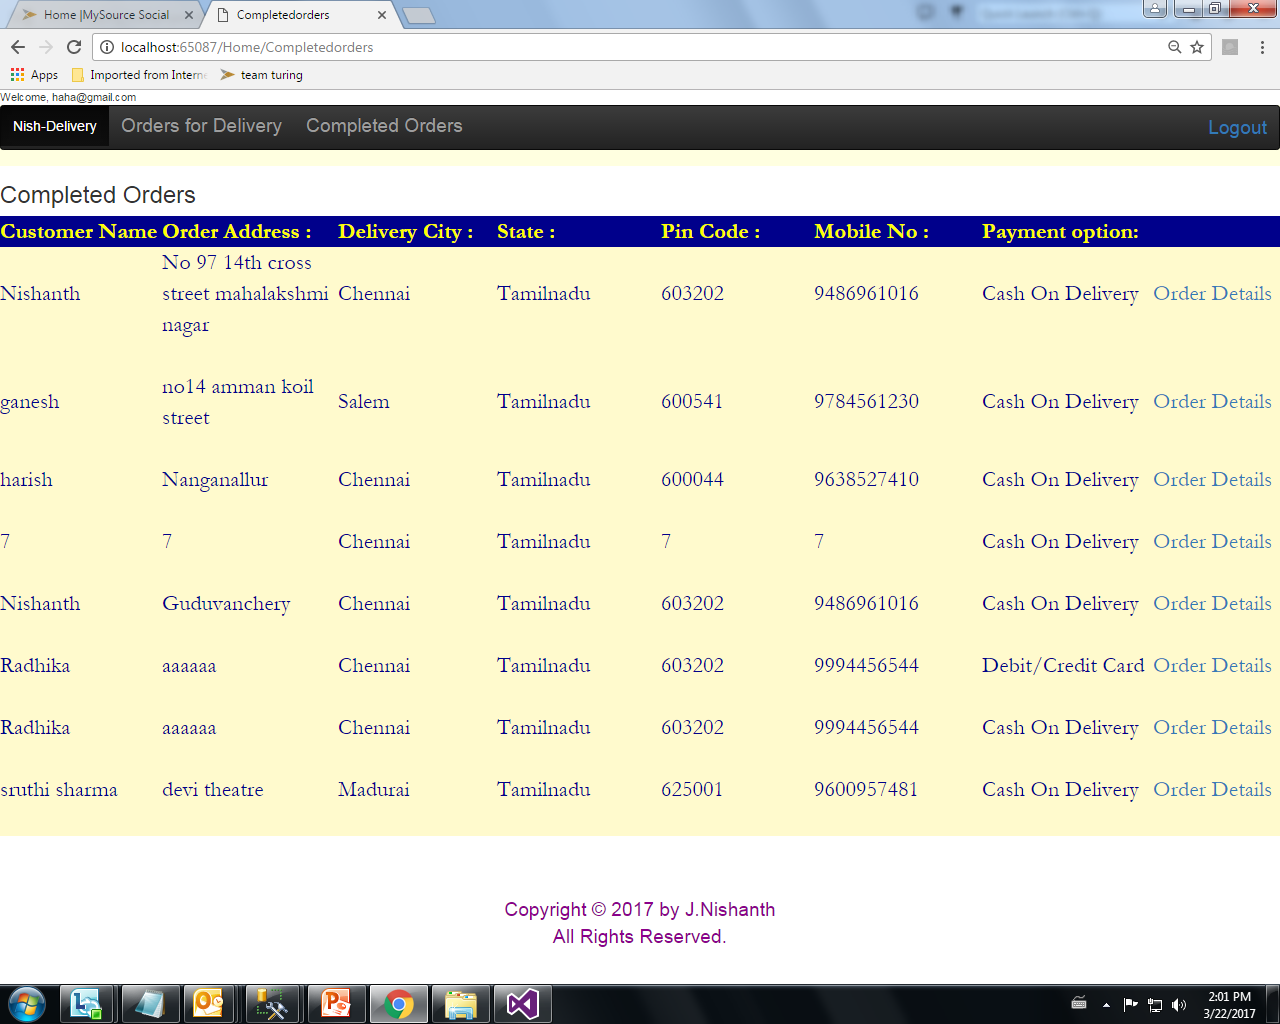 Home |MySource Social
Completedorders
localhost:65087/Home/Completedorders
Apps
Imported from Intern
team turing
Welcome, haha@gmail.com
Nish-Delivery Orders for Delivery Completed Orders Logout
Completed Orders
Customer Name Order Address : Delivery City : State : Pin Code : Mobile No : Payment option:
No 97 14th cross
Nishanth street mahalakshmi Chennai Tamilnadu 603202 9486961016 Cash On Delivery Order Details
nagar
no14 amman koil
ganesh Salem Tamilnadu 600541 9784561230 Cash On Delivery Order Details
street
harish Nanganallur Chennai Tamilnadu 600044 9638527410 Cash On Delivery Order Details
7 7 Chennai Tamilnadu 7 7 Cash On Delivery Order Details
Nishanth Guduvanchery Chennai Tamilnadu 603202 9486961016 Cash On Delivery Order Details
Radhika aaaaaa Chennai Tamilnadu 603202 9994456544 Debit/Credit Card Order Details
Radhika aaaaaa Chennai Tamilnadu 603202 9994456544 Cash On Delivery Order Details
sruthi sharma devi theatre Madurai Tamilnadu 625001 9600957481 Cash On Delivery Order Details
Copyright © 2017 by J.Nishanth
All Rights Reserved.
2:01 PM
3/22/2017